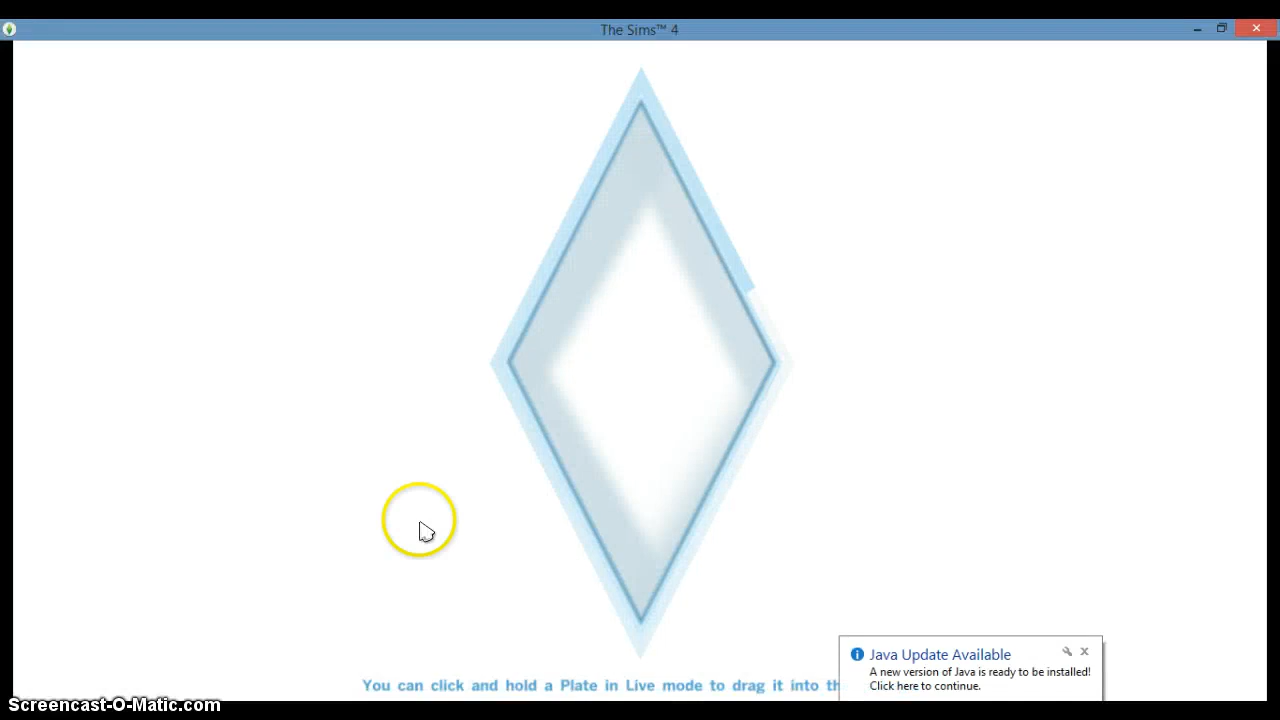 The Sims™ 4
Java Update Available
A new version of Java is ready to be installed!
Click here to continue.
You can click and hold a Plate in Live mode to drag it into th
Screencast-O-Matic.com